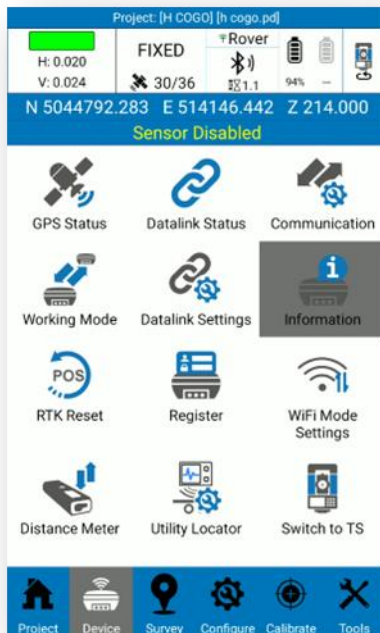 Project: [H COGO] [h cogo.pd]
H: 0.020
V: 0.024
FIXED
30/36
Rover
1.1
94%
–
N 5044792.283 E 514146.442 Z 214.000
Sensor Disabled
GPS Status
Datalink Status
Communication
Working Mode
Datalink Settings
Information
POS
RTK Reset
Register
WiFi Mode
Settings
Distance Meter
Utility Locator
Switch to TS
Project
Device
Survey
Configure
Calibrate
Tools